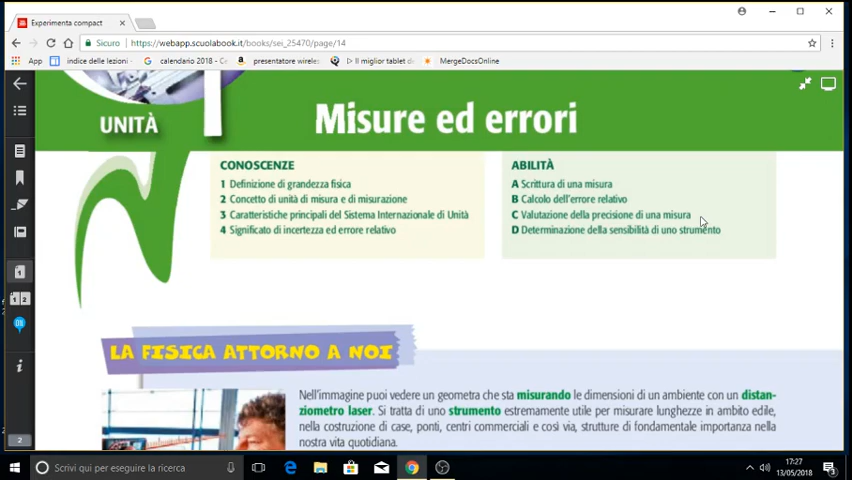 Experimenta compact
Sicuro
https://webapp.scuolabook.it/books/sei_25470/page/14
App
indice delle lezioni
calendario 2018 - C
presentatore wireles
Il miglior tablet d
MergeDocsOnline
UNITÀ
1
Misure ed errori
CONOSCENZE
1 Definizione di grandezza fisica
2 Concetto di unità di misura e di misurazione
3 Caratteristiche principali del Sistema Internazionale di Unità
4 Significato di incertezza ed errore relativo
ABILITÀ
A Scrittura di una misura
B Calcolo dell'errore relativo
C Valutazione della precisione di una misura
D Determinazione della sensibilità di uno strumento
LA FISICA ATTORNO A NOI
Nell'immagine puoi vedere un geometra che sta misurando le dimensioni di un ambiente con un distan-
ziometro laser. Si tratta di uno strumento estremamente utile per misurare lunghezze in ambito edile,
nella costruzione di case, ponti, centri commerciali e così via, strutture di fondamentale importanza nella
nostra vita quotidiana.
2
Scrivi qui per eseguire la ricerca
17:27
13/05/2018